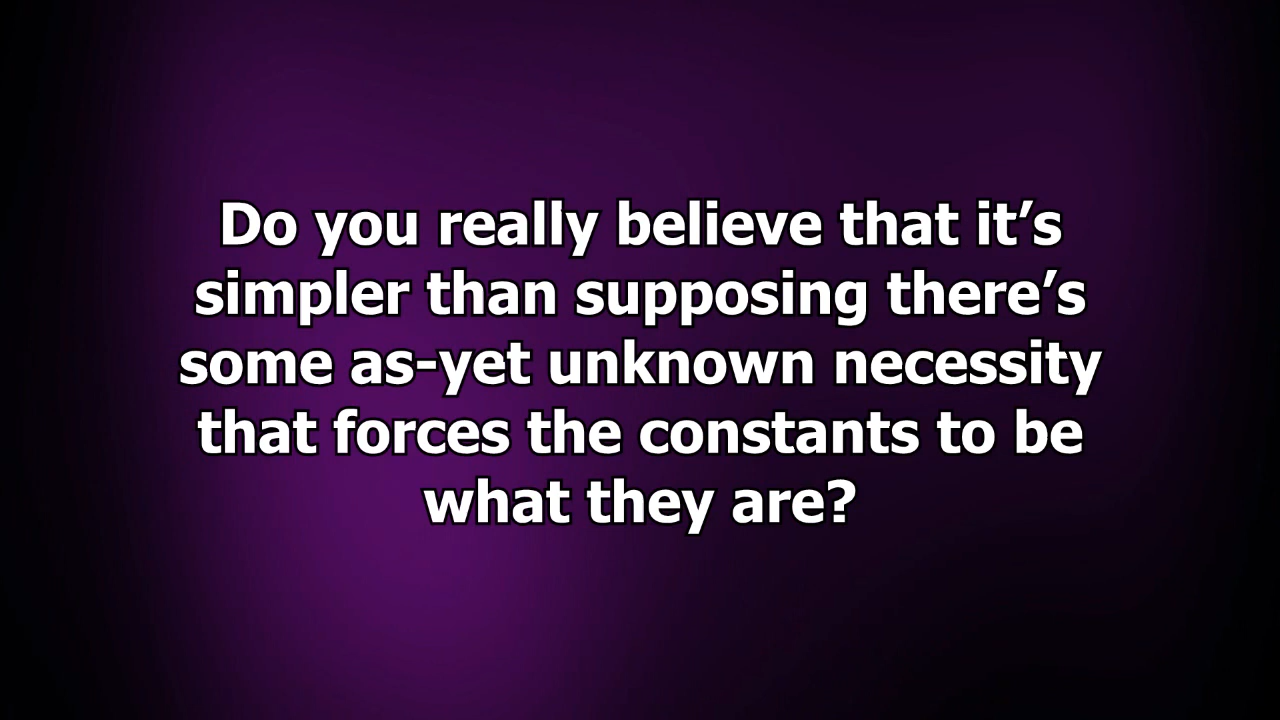 Do you really believe that it’s
simpler than supposing there’s
some as-yet unknown necessity
that forces the constants to be
what they are?